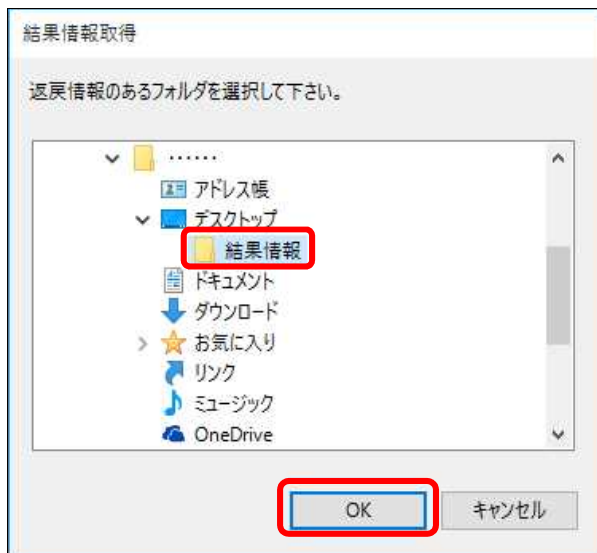 結果情報取得
返戻情報のあるフォルダを選択して下さい。
……
アドレス帳
デスクトップ
結果情報
ドキュメント
ダウンロード
お気に入り
リンク
ミュージック
OneDrive
OK キャンセル